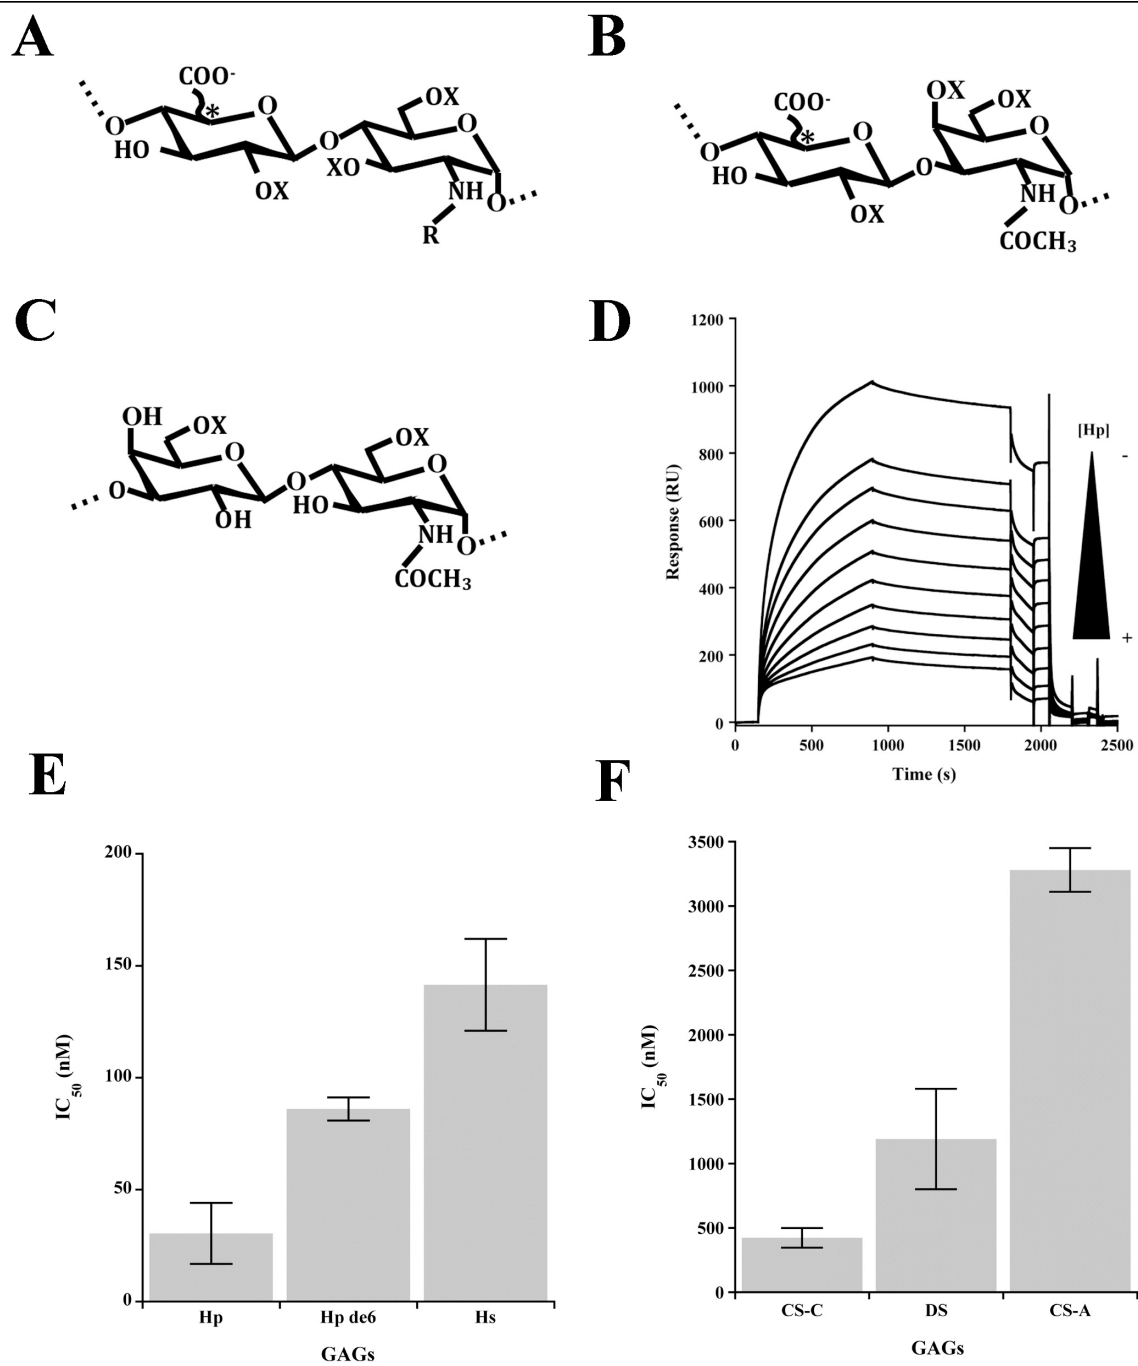 A
COO-
*
O
OX
O
O
HO
O
XO
OX
NH
O
R
B
COO-
*
OX
OX
O
O
O
HO
O
OX
NH
O
COCH3
C
OH
OX
O
OX
O
O
O
HO
OH
NH
O
COCH3
D
1200
1000
800
600
400
200
0
Response (RU)
0 500 1000 1500 2000 2500
Time (s)
[Hp]
-
+
E
200
150
100
50
0
IC50 (nM)
Hp Hp de6 Hs
GAGs
F
3500
3000
2500
2000
1500
1000
500
0
IC50 (nM)
CS-C DS CS-A
GAGs